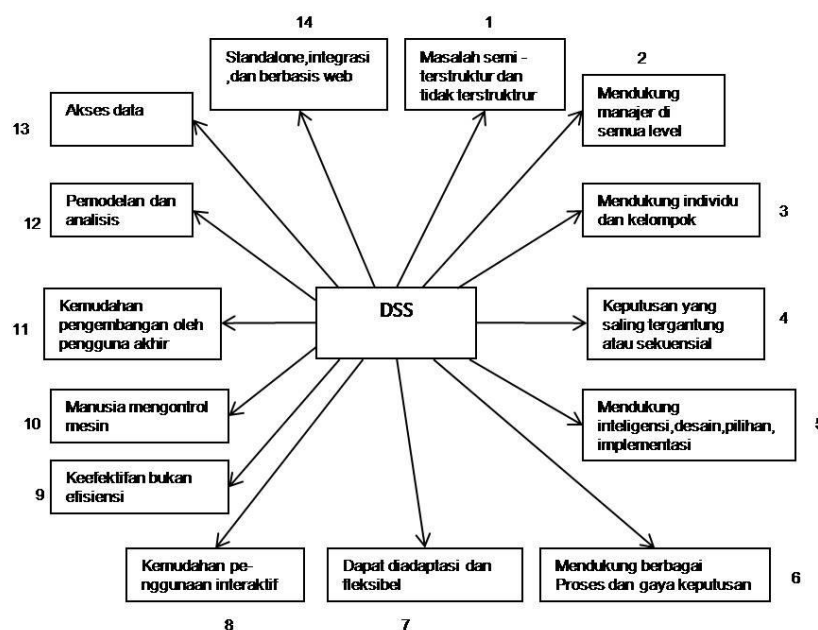 14
Standalone,integrasi
,dan berbasis web
1
Masalah semi -
terstruktur dan
tidak terstruktrur
2
Mendukung
manajer di
semua level
13
Akses data
12
Pemodelan dan
analisis
Mendukung individu
dan kelompok
3
DSS
11
Kemudahan
pengembangan oleh
pengguna akhir
Keputusan yang
saling tergantung
atau sekuensial
4
10
Manusia mengontrol
mesin
Mendukung
inteligensi,desain,pilihan,
implementasi
5
9
Keefektifan bukan
efisiensi
Kemudahan pe-
nggunaan interaktif
8
Dapat diadaptasi dan
fleksibel
7
Mendukung berbagai
Proses dan gaya keputusan
6